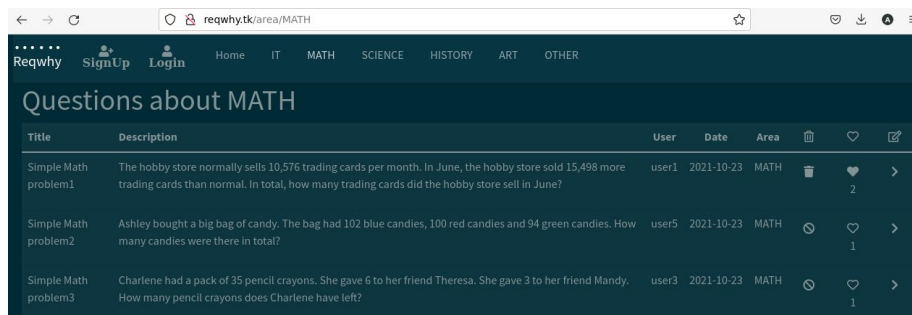 reqwhy.tk/area/MATH
A
Reqwhy SignUp Login Home IT MATH SCIENCE HISTORY ART OTHER
Questions about MATH
Title Description User Date Area
Simple Math problem1 The hobby store normally sells 10,576 trading cards per month. In June, the hobby store sold 15,498 more user1 2021-10-23 MATH
trading cards than normal. In total, how many trading cards did the hobby store sell in June?
2
Simple Math problem2 Ashley bought a big bag of candy. The bag had 102 blue candies, 100 red candies and 94 green candies. How user5 2021-10-23 MATH
many candies were there in total?
1
Simple Math problem3 Charlene had a pack of 35 pencil crayons. She gave 6 to her friend Theresa. She gave 3 to her friend Mandy. user3 2021-10-23 MATH
How many pencil crayons does Charlene have left?
1